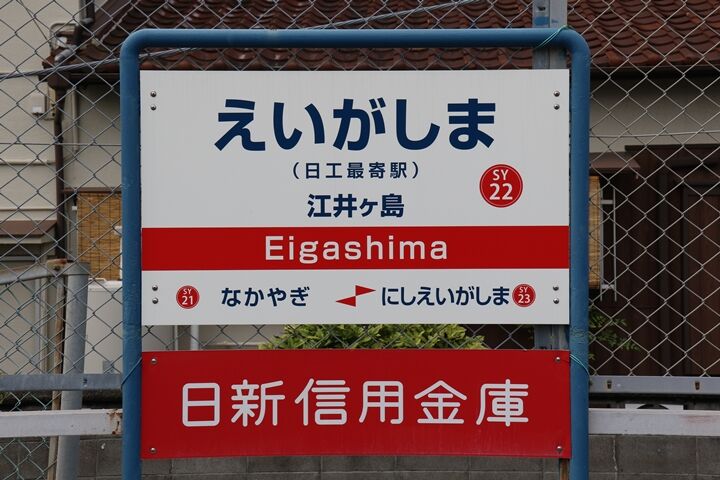 えいがしま
(日工最寄駅)
江井ヶ島
SY
22
Eigashima
SY
21
なかやぎ
にしえいがしま
SY
23
日新信用金庫